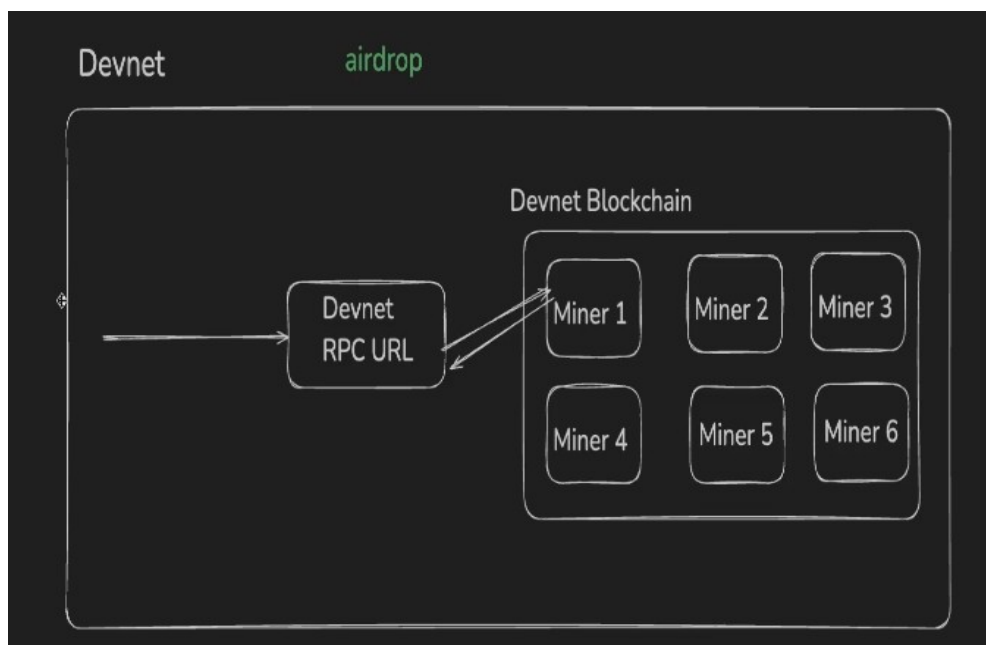 Devnet
airdrop
Devnet Blockchain
Devnet
RPC URL
Miner 1
Miner 2
Miner 3
Miner 4
Miner 5
Miner 6